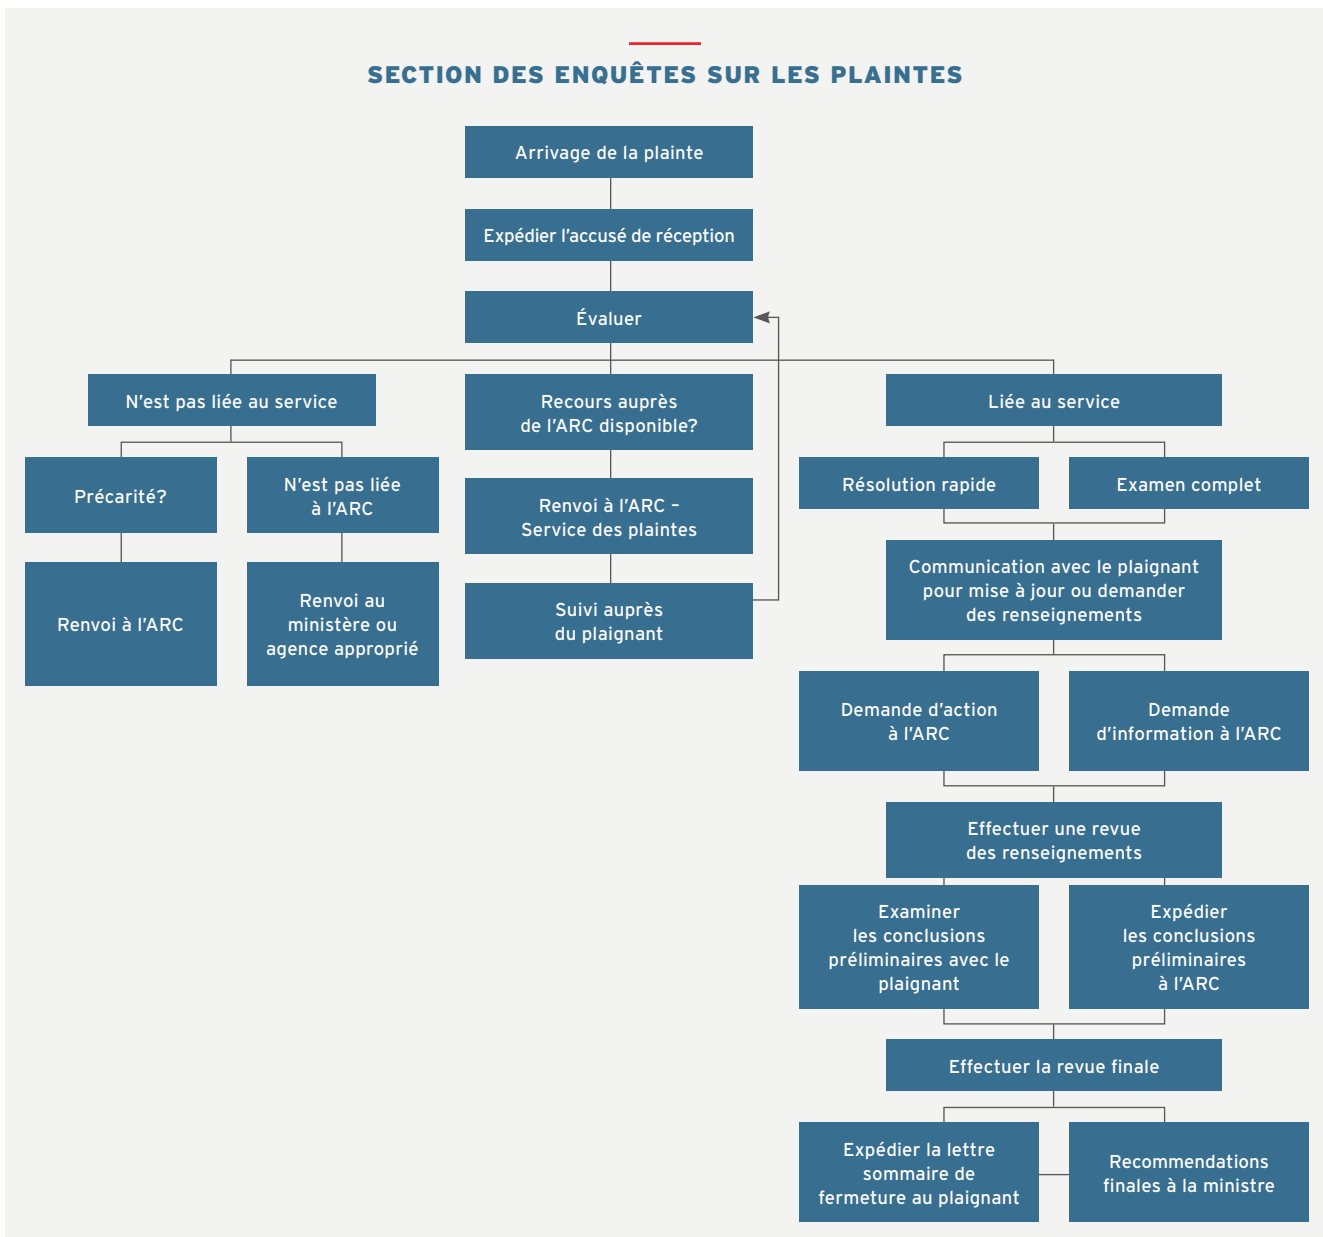 SECTION DES ENQUÊTES SUR LES PLAINTES
Arrivage de la plainte
Expédier l'accusé de réception
Évaluer
N'est pas liée au service
Précarité?
N'est pas liée
à l'ARC
Renvoi à l'ARC
Renvoi au
ministère ou
agence approprié
Recours auprès
de l'ARC disponible?
Renvoi à l'ARC –
Service des plaintes
Suivi auprès
du plaignant
Liée au service
Résolution rapide
Examen complet
Communication avec le plaignant
pour mise à jour ou demander
des renseignements
Demande d'action
à l'ARC
Demande
d'information à l'ARC
Effectuer une revue
des renseignements
Examiner
les conclusions
préliminaires avec le
plaignant
Expédier
les conclusions
préliminaires
à l'ARC
Effectuer la revue finale
Expédier la lettre
sommaire de
fermeture au plaignant
Recommendations
finales à la ministre